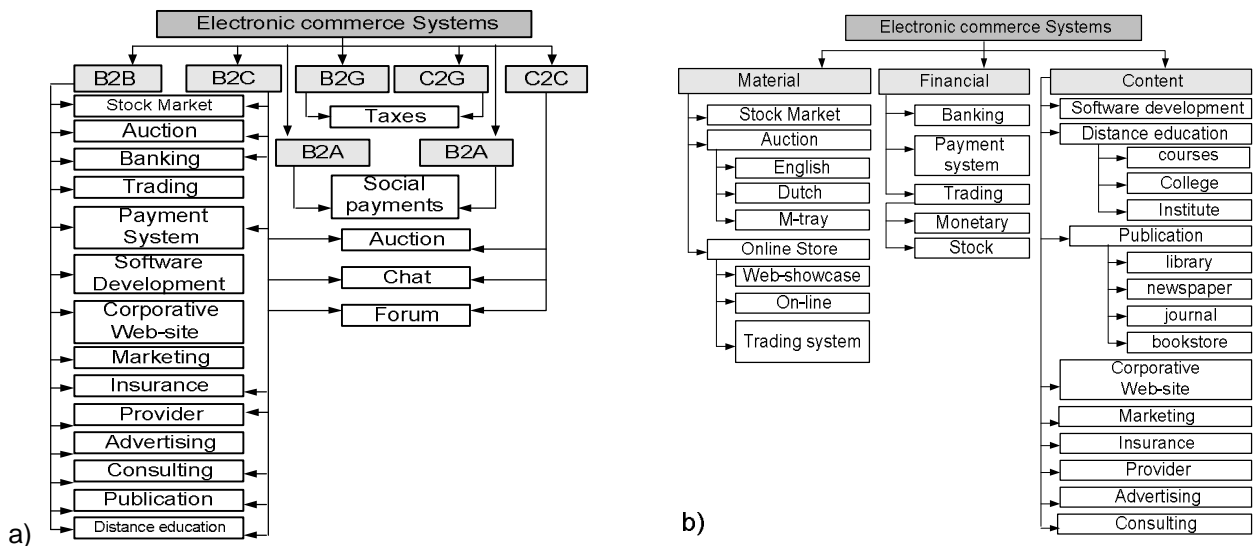 Electronic commerce Systems
B2B
B2C
B2G
C2G
C2C
Stock Market
Auction
Banking
Trading
Payment
System
Software
Development
Corporative
Web-site
Marketing
Insurance
Provider
Advertising
Consulting
Publication
Distance education
Taxes
B2A
B2A
Social
payments
Auction
Chat
Forum
a)
Electronic commerce Systems
Material
Financial
Content
Stock Market
Auction
English
Dutch
M-tray
Online Store
Web-showcase
On-line
Trading system
Banking
Payment
system
Trading
Monetary
Stock
Software development
Distance education
courses
College
Institute
Publication
library
newspaper
journal
bookstore
Corporative
Web-site
Marketing
Insurance
Provider
Advertising
Consulting
b)